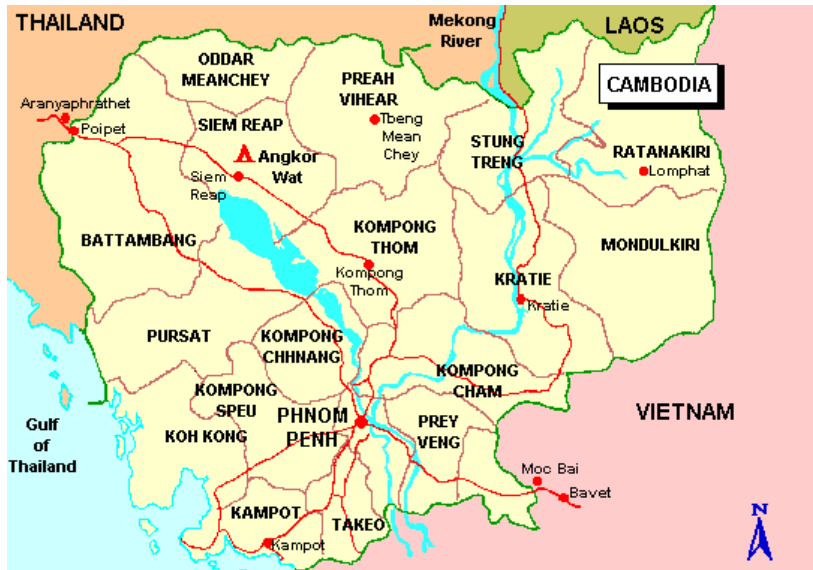 THAILAND
Mekong
River
LAOS
CAMBODIA
ODDAR
MEANCHEY
PREAH
VIHEAR
Aranyaphrathet
Poipet
SIEM REAP
Tbeng
Mean
Chey
STUNG
TRENG
RATANAKIRI
Lomphat
Angkor
Wat
Siem
Reap
BATTAMBANG
KOMPONG
THOM
MONDULKIRI
Kompong
Thom
KRATIE
Kratie
PURSAT
KOMPONG
CHHNANG
KOMPONG
CHAM
KOMPONG
SPEU
PHNOM
PENH
PREY
VENG
VIETNAM
Gulf
of
Thailand
KOH KONG
Moc Bai
Bavet
KAMPOT
TAKEO
Kampot
N